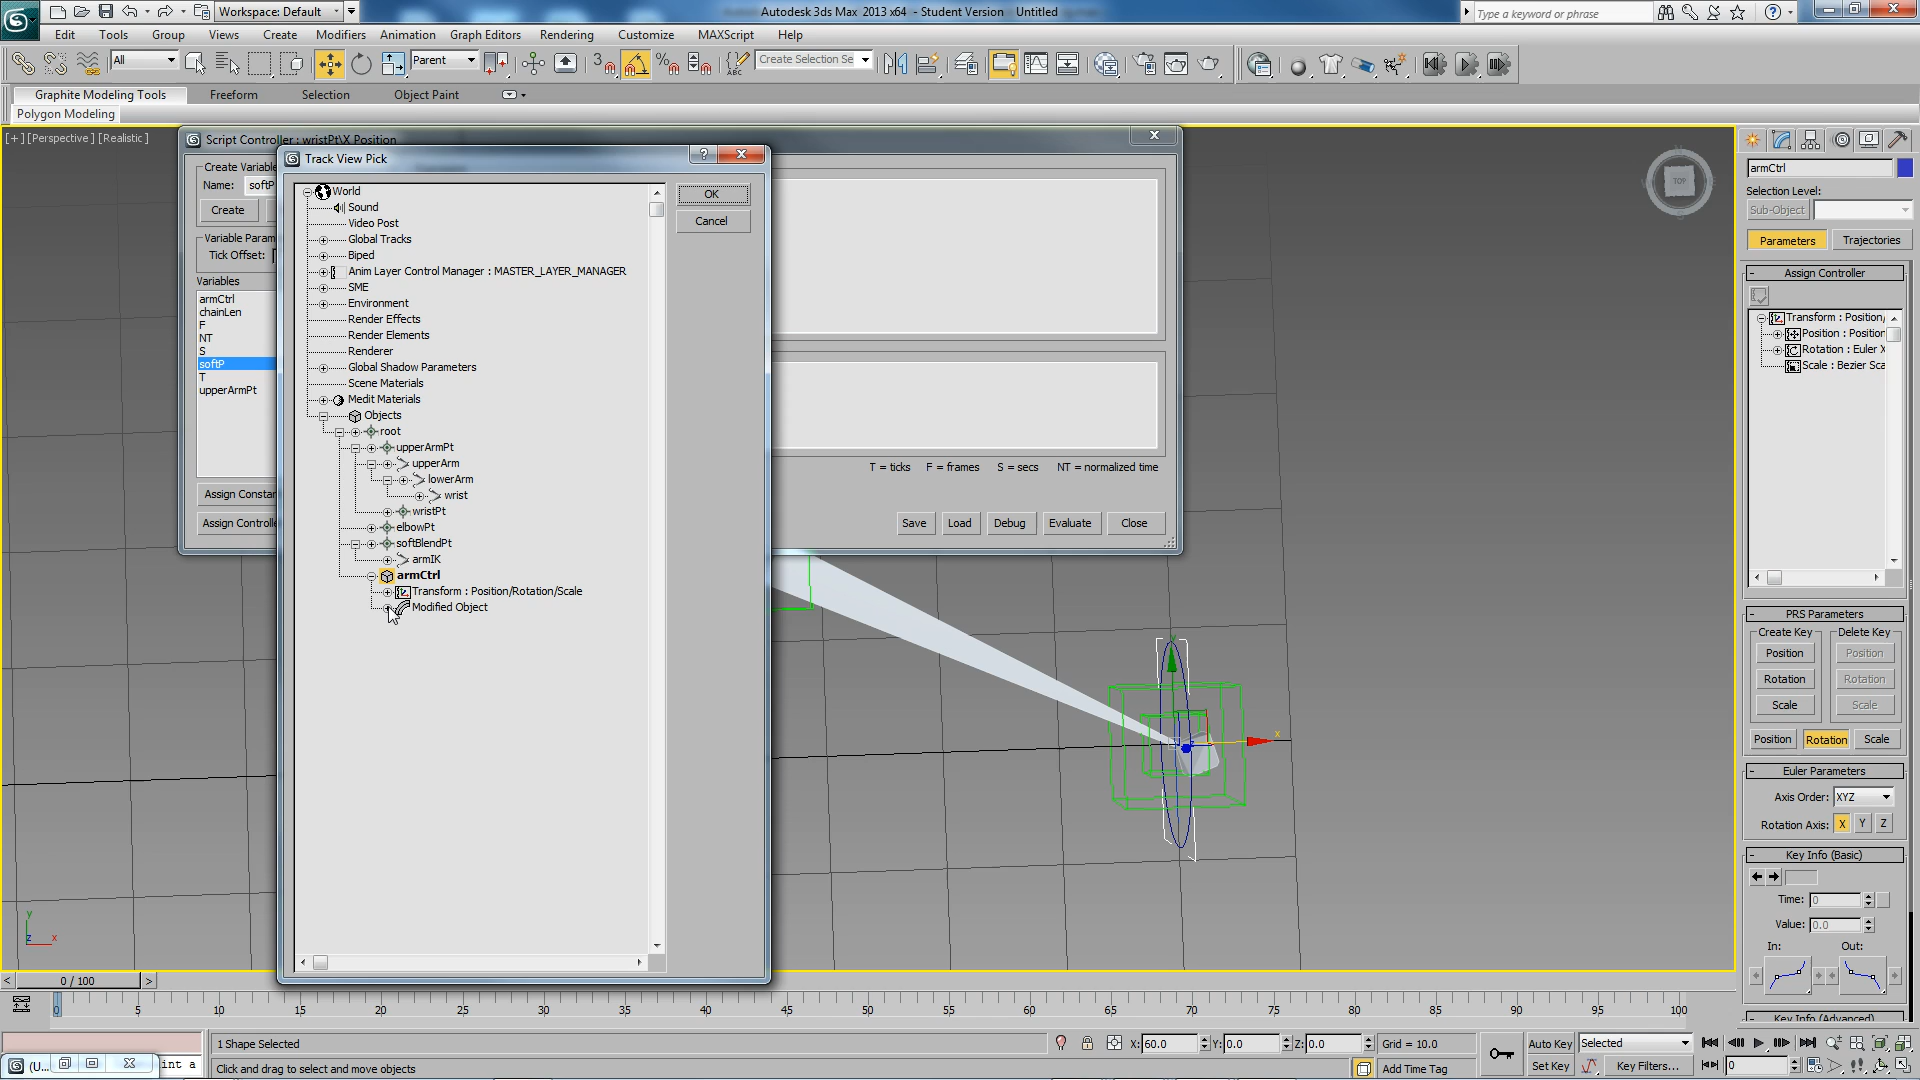 Workspace: Default
Autodesk 3ds Max 2013 x64 - Student Version Untitled
Type a keyword or phrase
Edit Tools Group Views Create Modifiers Animation Graph Editors Rendering Customize MAXScript Help
All
Parent
3
Create Selection Se
Graphite Modeling Tools Freeform Selection Object Paint
Polygon Modeling
[+] [Perspective ] [Realistic ]
Script Controller : wristPt\X Position
Create Variable
Name: softP
Create
Variable Param
Tick Offset:
Variables
armCtrl
chainLen
F
NT
S
softP
T
upperArmPt
Assign Constan
Assign Controlle
Track View Pick
World
Sound
Video Post
Global Tracks
Biped
Anim Layer Control Manager : MASTER_LAYER_MANAGER
SME
Environment
Render Effects
Render Elements
Renderer
Global Shadow Parameters
Scene Materials
Medit Materials
Objects
root
upperArmPt
upperArm
lowerArm
wrist
wristPt
elbowPt
softBlendPt
armIK
armCtrl
Transform : Position/Rotation/Scale
Modified Object
OK
Cancel
T = ticks F = frames S = secs NT = normalized time
Save Load Debug Evaluate Close
TOP
armCtrl
Selection Level:
Sub-Object
Parameters Trajectories
- Assign Controller
Transform : Position,
Position : Position
Rotation : Euler X
Scale : Bezier Sca
- PRS Parameters
Create Key Delete Key
Position Position
Rotation Rotation
Scale Scale
Position Rotation Scale
- Euler Parameters
Axis Order: XYZ
Rotation Axis: X Y Z
- Key Info (Basic)
Time: 0
Value: 0.0
In: Out:
Key Info (Advanced)
y
x
y
z x
< 0 / 100 >
0 5 10 15 20 25 30 35 40 45 50 55 60 65 70 75 80 85 90 95 100
1 Shape Selected
X: 60.0 Y: 0.0 Z: 0.0 Grid = 10.0
Auto Key Selected
(U...
int a
Click and drag to select and move objects
Add Time Tag
Set Key Key Filters...
0